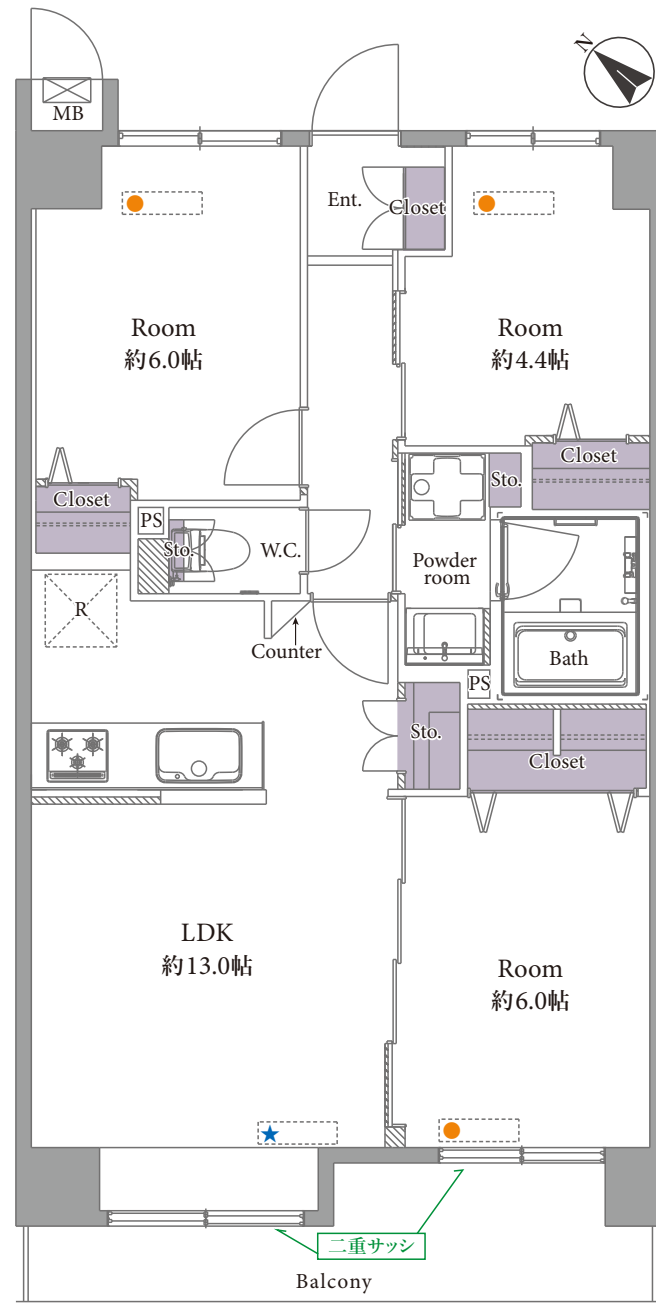 N
MB
Ent.
Closet
Room
約6.0帖
Room
約4.4帖
Closet
Closet
Sto.
PS
Sto.
W.C.
Powder
room
R
Counter
Bath
PS
Sto.
Closet
LDK
約13.0帖
Room
約6.0帖
二重サッシ
Balcony